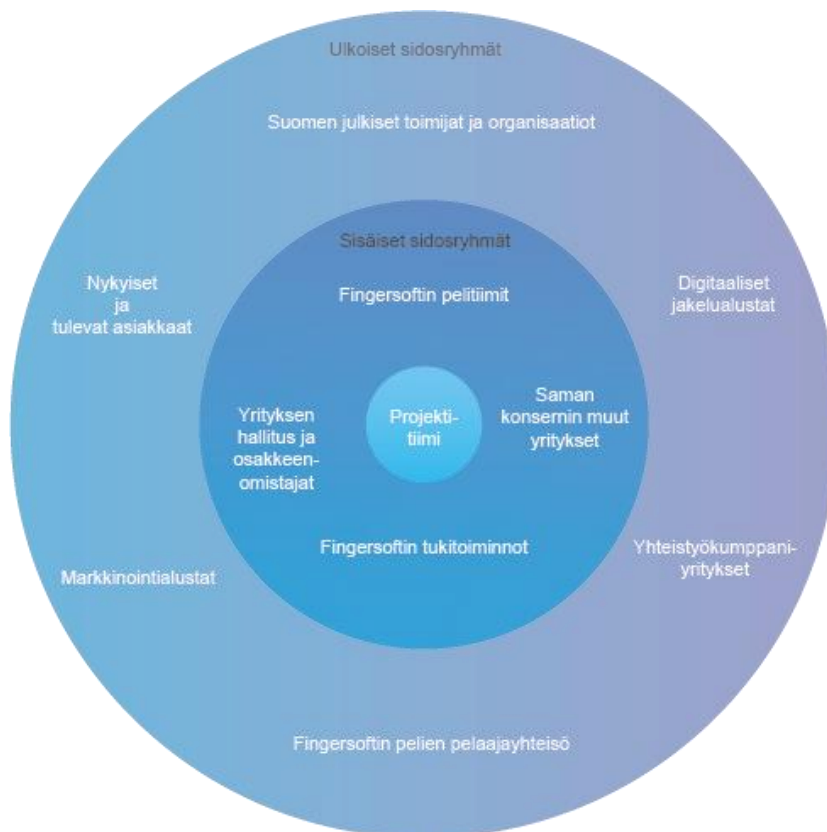 Ulkoiset sidosryhmät
Suomen julkiset toimijat ja organisaatiot
Sisäiset sidosryhmät
Fingersoftin pelitiimit
Nykyiset
ja
tulevat asiakkaat
Digitaaliset
jakelualustat
Yrityksen
hallitus ja
osakkeen-
omistajat
Projekti-
tiimi
Saman
konsernin muut
yritykset
Fingersoftin tukitoiminnot
Markkinointialustat
Yhteistyökumppani-
yritykset
Fingersoftin pelien pelaajayhteisö